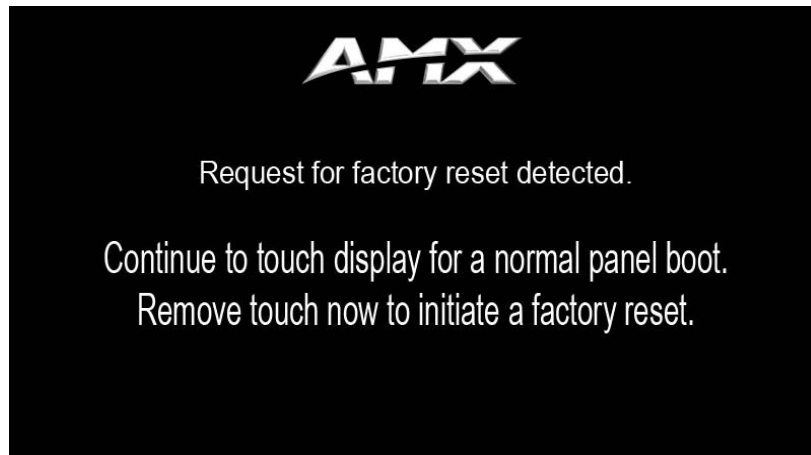 AMX
Request for factory reset detected.
Continue to touch display for a normal panel boot.
Remove touch now to initiate a factory reset.